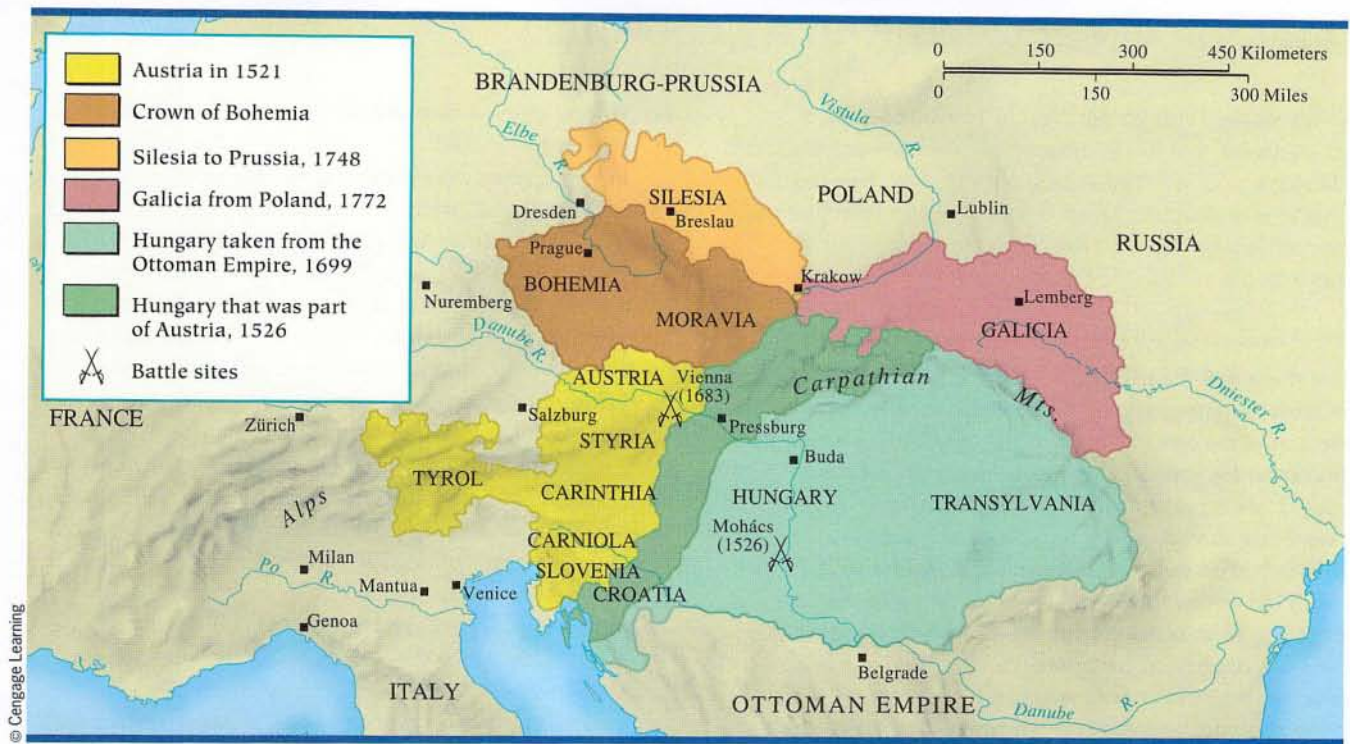 Austria in 1521
Crown of Bohemia
Silesia to Prussia, 1748
Galicia from Poland, 1772
Hungary taken from the
Ottoman Empire, 1699
Hungary that was part
of Austria, 1526
Battle sites
0 150 300 450 Kilometers
0 150 300 Miles
BRANDENBURG-PRUSSIA
Vistula R.
Elbe R.
SILESIA
POLAND
Dresden
Breslau
Lublin
RUSSIA
Prague
Krakow
BOHEMIA
Nuremberg
Lemberg
MORAVIA
GALICIA
Danube R.
AUSTRIA
Vienna
(1683)
Carpathian Mts.
Dniester R.
FRANCE
Zürich
Salzburg
Pressburg
STYRIA
Buda
TYROL
CARINTHIA
HUNGARY
TRANSYLVANIA
Alps
Mohács
(1526)
CARNIOLA
Milan
SLOVENIA
Po R.
Mantua
Venice
CROATIA
Genoa
Belgrade
ITALY
OTTOMAN EMPIRE
Danube R.
© Cengage Learning